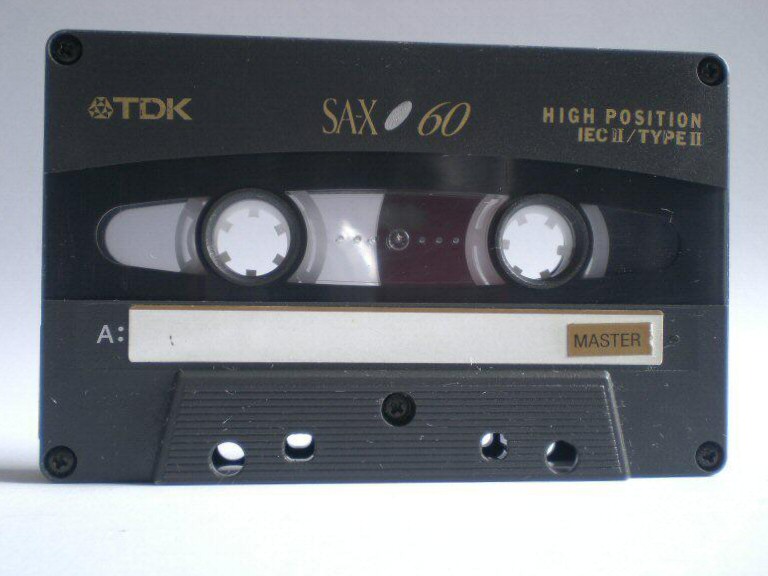 TDK SA-X 60 HIGH POSITION
IEC II / TYPE II
A:
MASTER